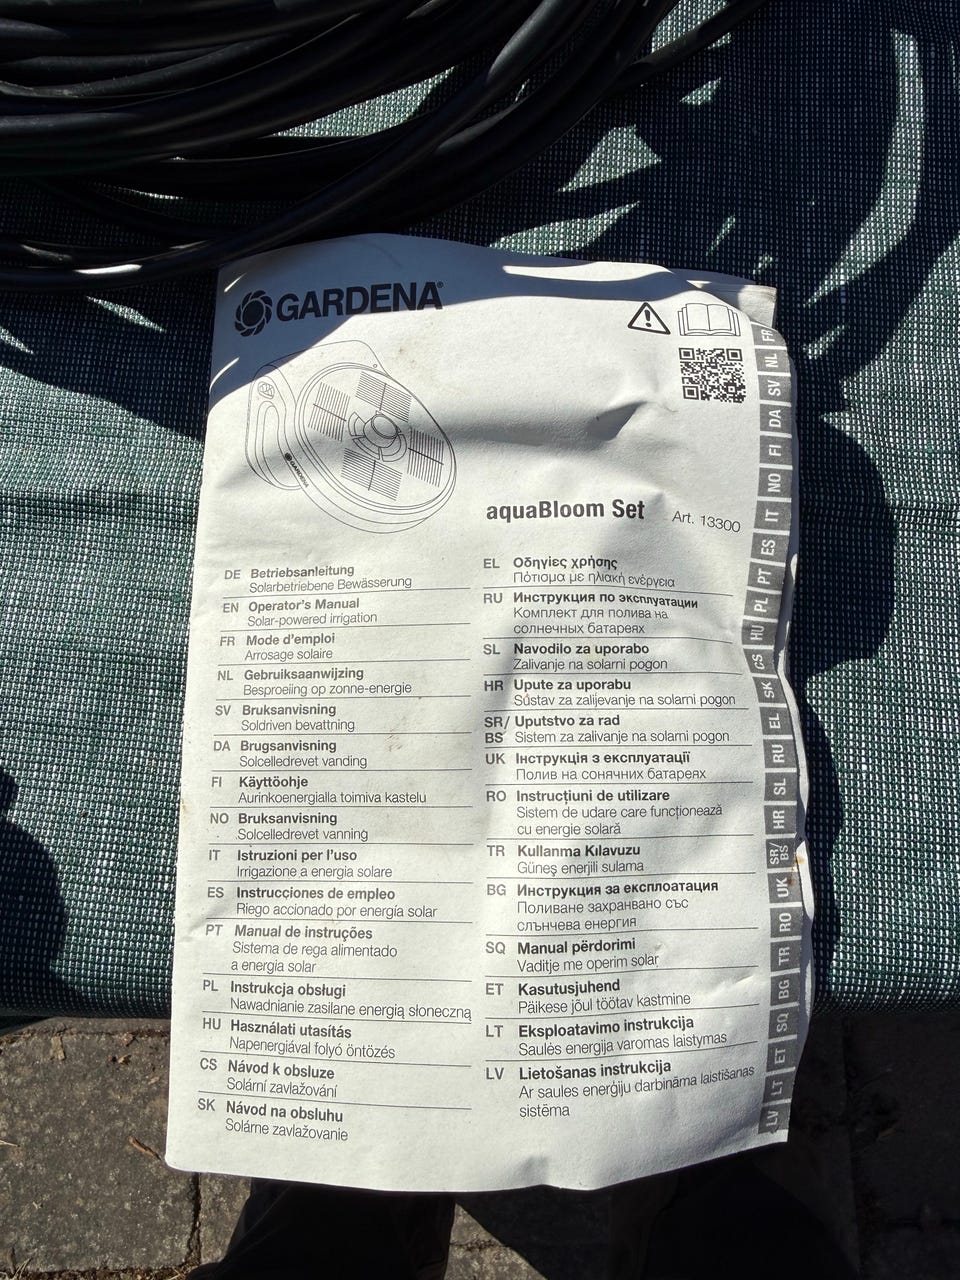 GARDENA®
aquaBloom Set
Art. 13300
DE Betriebsanleitung
Solarbetriebene Bewässerung
EN Operator's Manual
Solar-powered irrigation
FR Mode d'emploi
Arrosage solaire
NL Gebruiksaanwijzing
Besproeiing op zonne-energie
SV Bruksanvisning
Soldriven bevattning
DA Brugsanvisning
Solcelledrevet vanding
FI Käyttöohje
Aurinkoenergialla toimiva kastelu
NO Bruksanvisning
Solcelledrevet vanning
IT Istruzioni per l'uso
Irrigazione a energia solare
ES Instrucciones de empleo
Riego accionado por energía solar
PT Manual de instruções
Sistema de rega alimentado
a energia solar
PL Instrukcja obsługi
Nawadnianie zasilane energią słoneczną
HU Használati utasítás
Napenergiával folyó öntözés
CS Návod k obsluze
Solární zavlažování
SK Návod na obsluhu
Solárne zavlažovanie
EL Οδηγίες χρήσης
Πότισμα με ηλιακή ενέργεια
RU Инструкция по эксплуатации
Комплект для полива на
солнечных батареях
SL Navodilo za uporabo
Zalivanje na solarni pogon
HR Upute za uporabu
Sustav za zalijevanje na solarni pogon
SR/ Uputstvo za rad
BS Sistem za zalivanje na solarni pogon
UK Інструкція з експлуатації
Полив на сонячних батареях
RO Instrucțiuni de utilizare
Sistem de udare care funcționează
cu energie solară
TR Kullanma Kılavuzu
Güneş enerjili sulama
BG Инструкция за експлоатация
Поливане захранвано със
слънчева енергия
SQ Manual përdorimi
Vaditje me operim solar
ET Kasutusjuhend
Päikese jõul töötav kastmine
LT Eksploatavimo instrukcija
Saulės energija varomas laistymas
LV Lietošanas instrukcija
Ar saules enerģiju darbināma laistīšanas
sistēma
FR
NL
SV
DA
FI
NO
IT
ES
PT
PL
HU
CS
SK
EL
RU
SL
HR
SR/
BS
UK
RO
TR
BG
SQ
ET
LT
LV
GARDENA